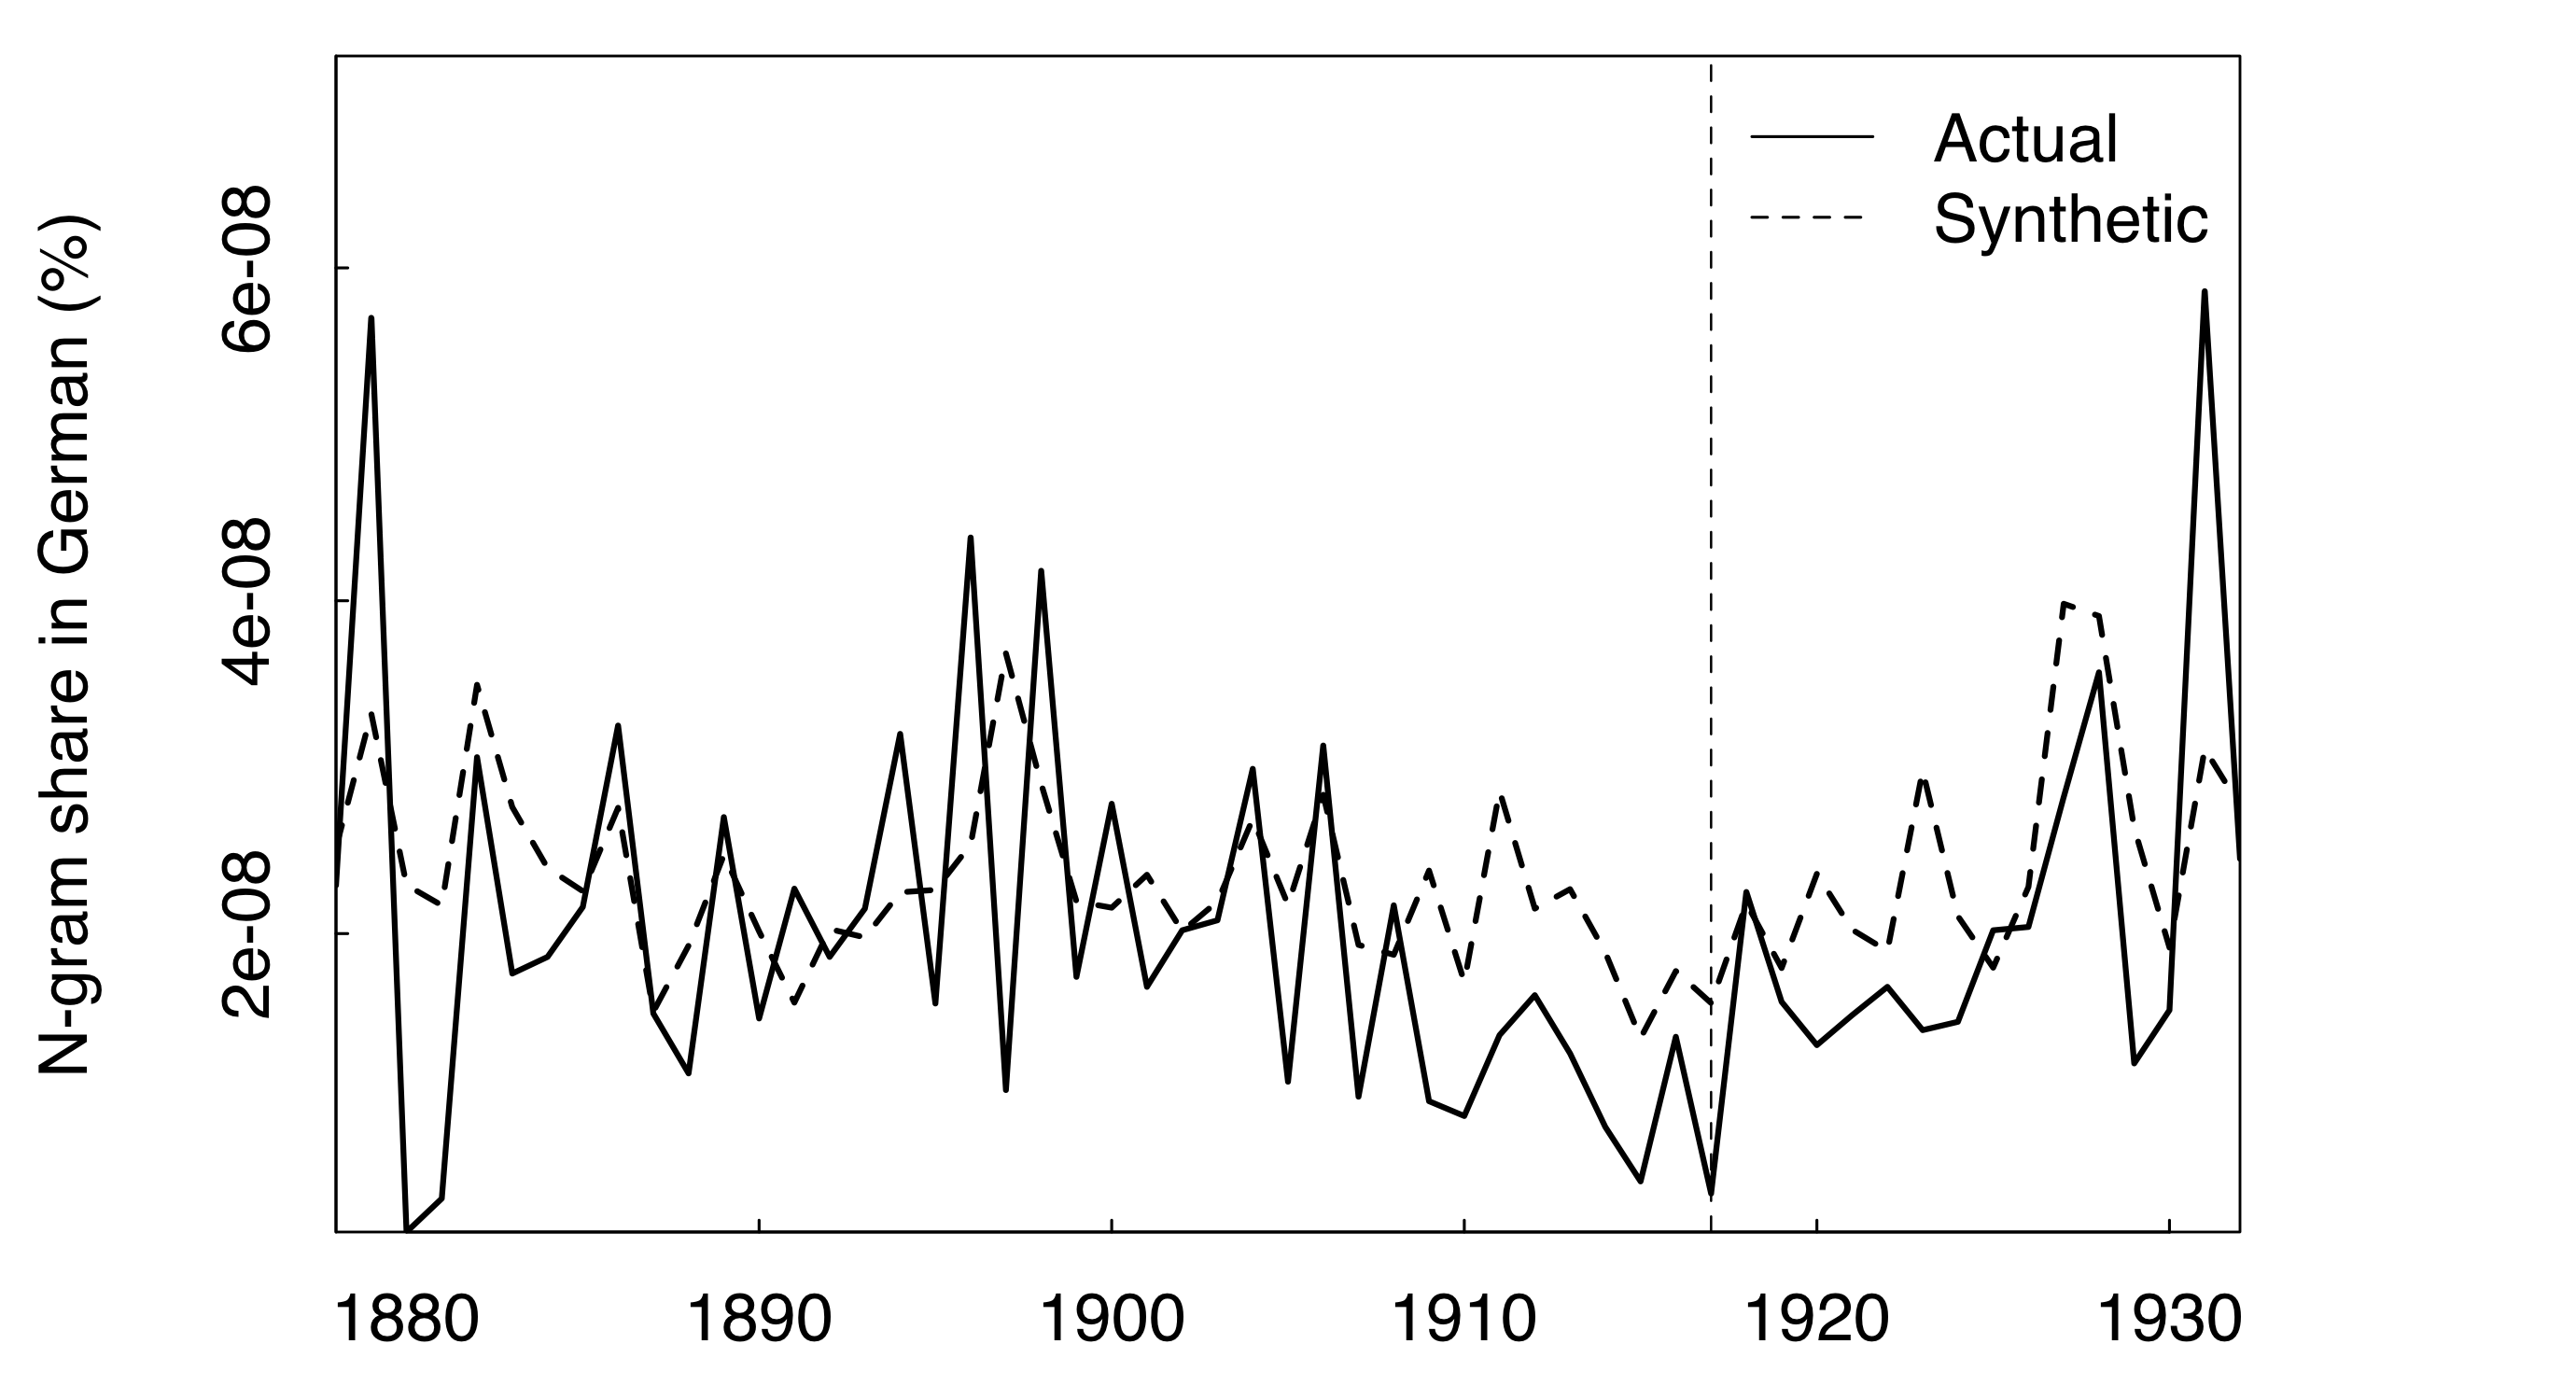 N-gram share in German (%)
6e-08
4e-08
2e-08
Actual
Synthetic
1880 1890 1900 1910 1920 1930